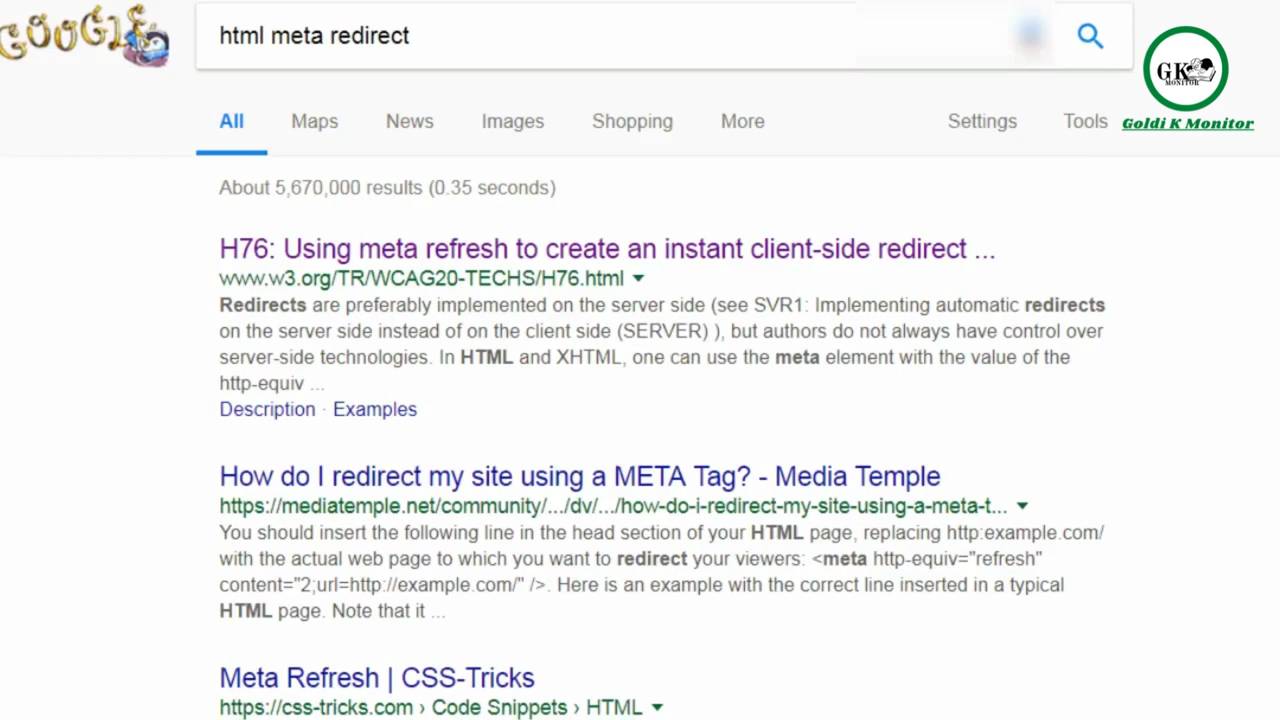 GOOGLE
html meta redirect
GK
MONITOR
Goldi K Monitor
All Maps News Images Shopping More Settings Tools
About 5,670,000 results (0.35 seconds)
H76: Using meta refresh to create an instant client-side redirect ...
www.w3.org/TR/WCAG20-TECHS/H76.html
Redirects are preferably implemented on the server side (see SVR1: Implementing automatic redirects
on the server side instead of on the client side (SERVER) ), but authors do not always have control over
server-side technologies. In HTML and XHTML, one can use the meta element with the value of the
http-equiv ...
Description · Examples
How do I redirect my site using a META Tag? - Media Temple
https://mediatemple.net/community/.../dv/.../how-do-i-redirect-my-site-using-a-meta-t...
You should insert the following line in the head section of your HTML page, replacing http:example.com/
with the actual web page to which you want to redirect your viewers: <meta http-equiv="refresh"
content="2;url=http://example.com/" />. Here is an example with the correct line inserted in a typical
HTML page. Note that it ...
Meta Refresh | CSS-Tricks
https://css-tricks.com › Code Snippets › HTML